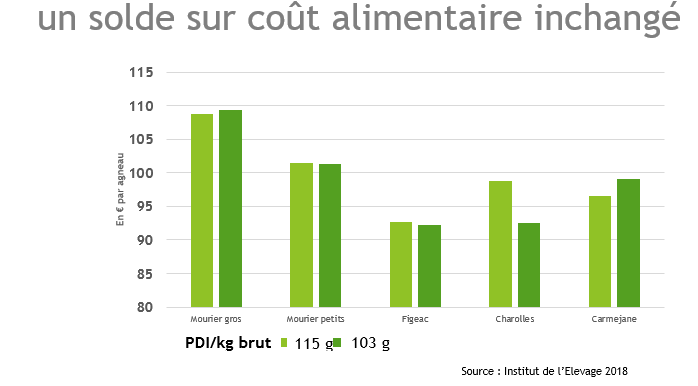 un solde sur coût alimentaire inchangé
115
110
105
100
95
90
85
80
En € par agneau
Mourier gros Mourier petits Figeac Charolles Carmejane
PDI/kg brut 115 g 103 g
Source : Institut de l'Elevage 2018